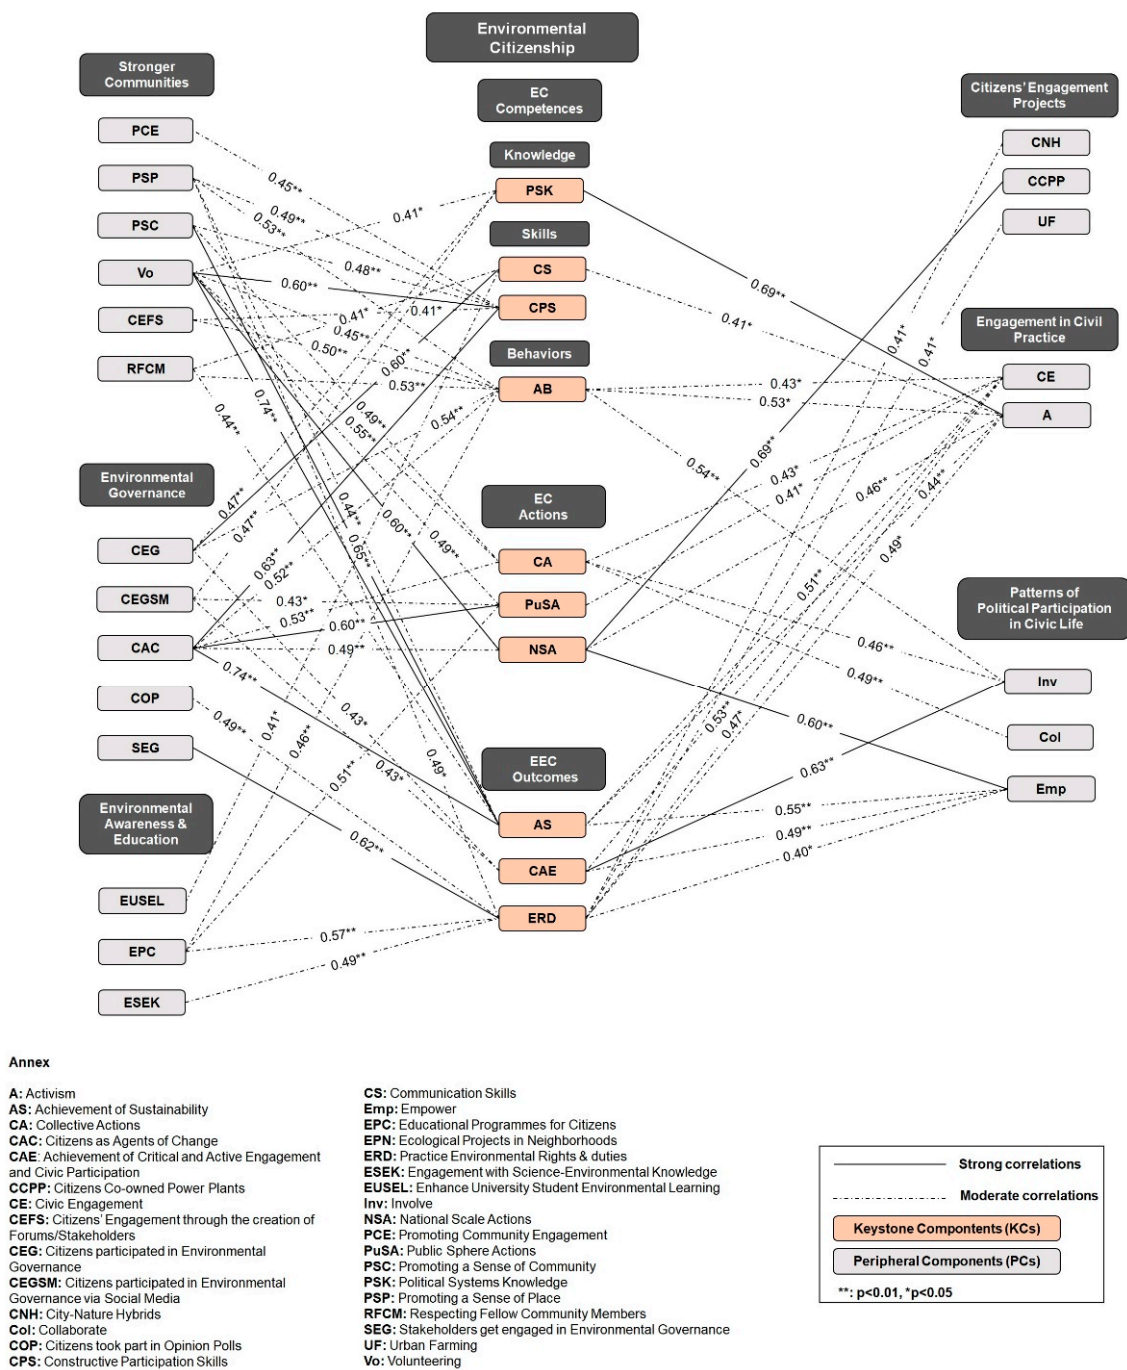 Environmental
Citizenship
Stronger
Communities
PCE
PSP
PSC
Vo
CEFS
RFCM
Environmental
Governance
CEG
CEGSM
CAC
COP
SEG
Environmental
Awareness &
Education
EUSEL
EPC
ESEK
EC
Competences
Knowledge
PSK
Skills
CS
CPS
Behaviors
AB
EC
Actions
CA
PuSA
NSA
EEC
Outcomes
AS
CAE
ERD
Citizens' Engagement
Projects
CNH
CCPP
UF
Engagement in Civil
Practice
CE
A
Patterns of
Political Participation
in Civic Life
Inv
Col
Emp
0.45**
0.49**
0.53**
0.41*
0.48**
0.60**
0.41*
0.41*
0.45**
0.50**
0.60**
0.53**
0.49**
0.55**
0.74**
0.44**
0.54**
0.47**
0.47**
0.44**
0.65**
0.60**
0.49**
0.63**
0.52**
0.43*
0.53**
0.60**
0.49**
0.74**
0.49**
0.41*
0.46**
0.51**
0.43*
0.43*
0.49*
0.62**
0.57**
0.49**
0.69**
0.41*
0.41*
0.41*
0.43*
0.53*
0.69**
0.54**
0.43*
0.41*
0.46**
0.44**
0.49*
0.51**
0.53**
0.47*
0.46**
0.49**
0.60**
0.63**
0.55**
0.49**
0.40*
Annex
A: Activism
AS: Achievement of Sustainability
CA: Collective Actions
CAC: Citizens as Agents of Change
CAE: Achievement of Critical and Active Engagement
and Civic Participation
CCPP: Citizens Co-owned Power Plants
CE: Civic Engagement
CEFS: Citizens' Engagement through the creation of
Forums/Stakeholders
CEG: Citizens participated in Environmental
Governance
CEGSM: Citizens participated in Environmental
Governance via Social Media
CNH: City-Nature Hybrids
Col: Collaborate
COP: Citizens took part in Opinion Polls
CPS: Constructive Participation Skills
CS: Communication Skills
Emp: Empower
EPC: Educational Programmes for Citizens
EPN: Ecological Projects in Neighborhoods
ERD: Practice Environmental Rights & duties
ESEK: Engagement with Science-Environmental Knowledge
EUSEL: Enhance University Student Environmental Learning
Inv: Involve
NSA: National Scale Actions
PCE: Promoting Community Engagement
PuSA: Public Sphere Actions
PSC: Promoting a Sense of Community
PSK: Political Systems Knowledge
PSP: Promoting a Sense of Place
RFCM: Respecting Fellow Community Members
SEG: Stakeholders get engaged in Environmental Governance
UF: Urban Farming
Vo: Volunteering
Strong correlations
Moderate correlations
Keystone Compontents (KCs)
Peripheral Components (PCs)
**: p<0.01, *p<0.05